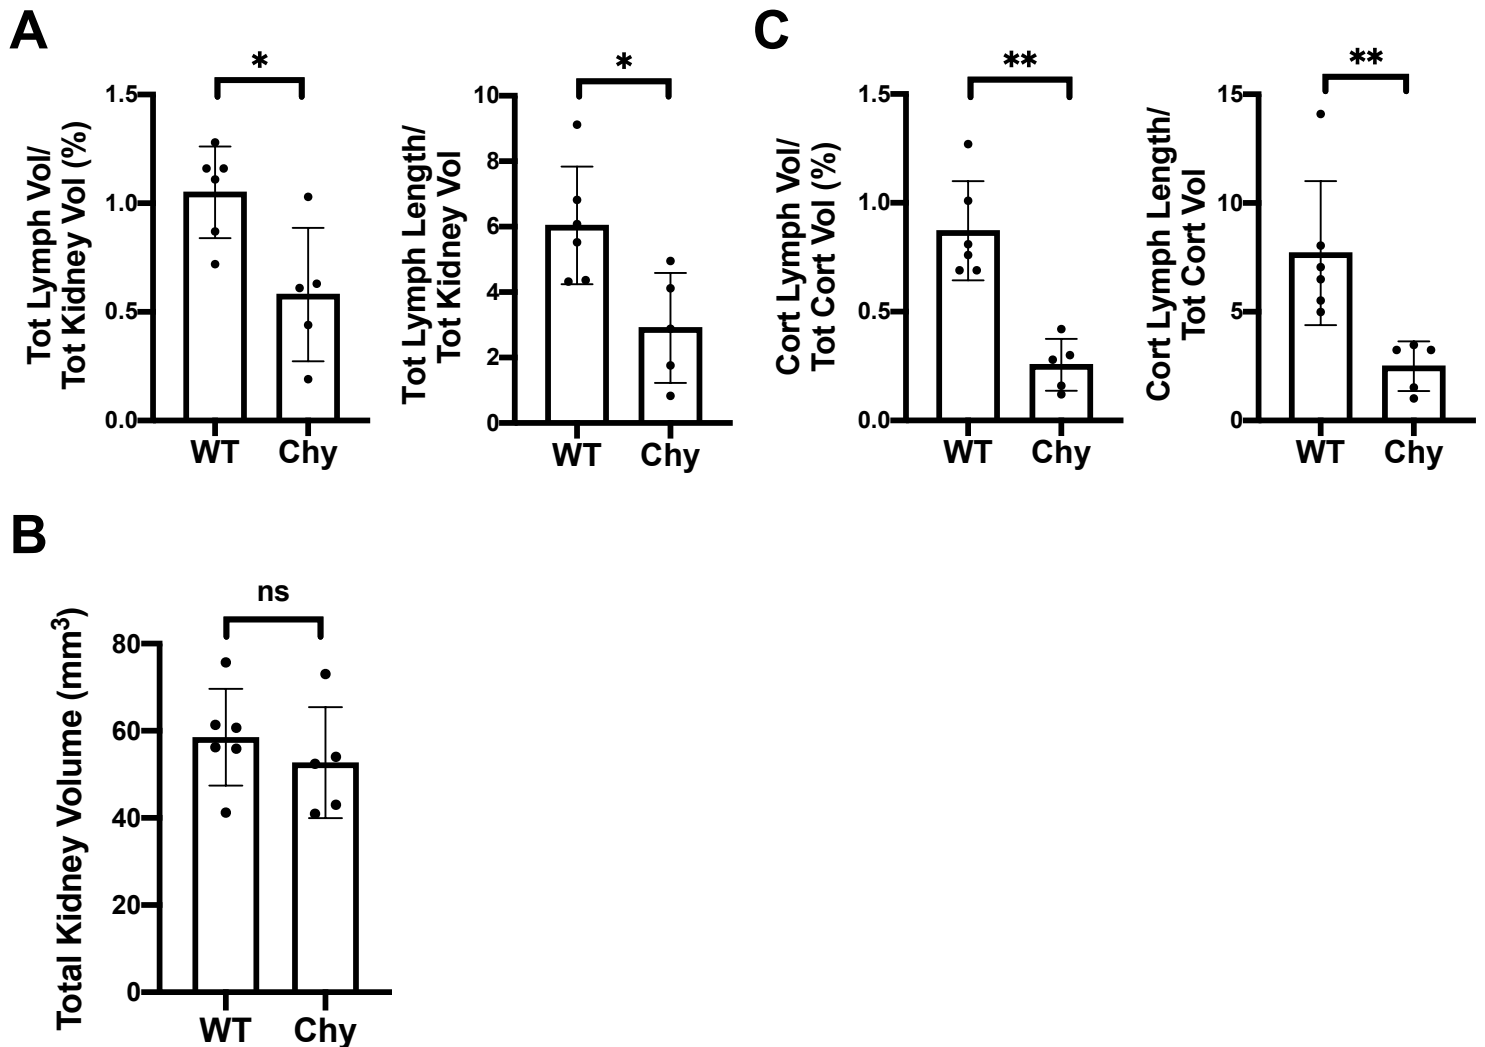 A
*
1.5
1.0
0.5
0.0
Tot Lymph Vol/
Tot Kidney Vol (%)
WT Chy
*
10
8
6
4
2
0
Tot Lymph Length/
Tot Kidney Vol
WT Chy
C
**
1.5
1.0
0.5
0.0
Cort Lymph Vol/
Tot Cort Vol (%)
WT Chy
**
15
10
5
0
Cort Lymph Length/
Tot Cort Vol
WT Chy
B
ns
80
60
40
20
0
Total Kidney Volume (mm³)
WT Chy